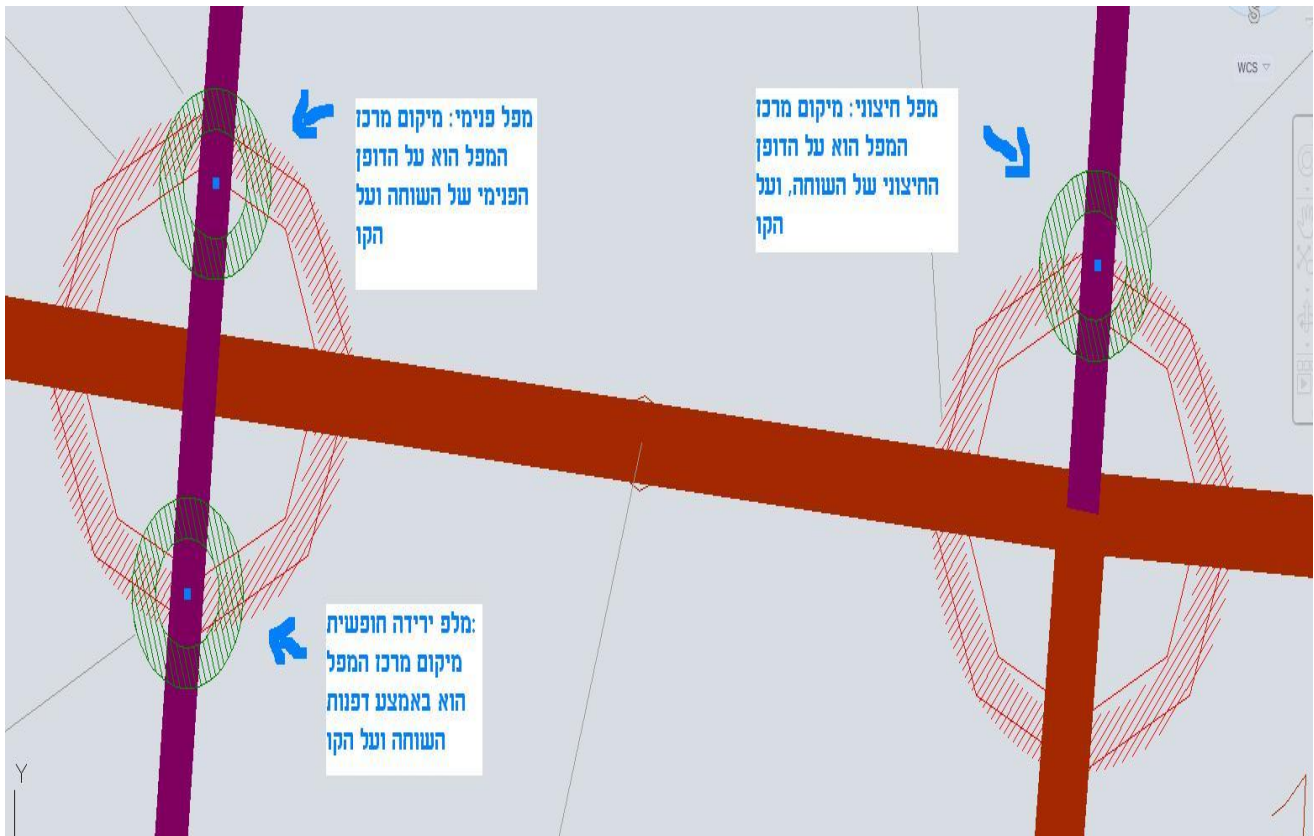 WCS
מפל פנימי: מיקום מרכז
המפל הוא על הדופן
הפנימי של השוחה ועל
הקו
מפל חיצוני: מיקום מרכז
המפל הוא על הדופן
החיצוני של השוחה, ועל
הקו
מלפ ירידה חופשית:
מיקום מרכז המפל
הוא באמצע דפנות
השוחה ועל הקו
Y